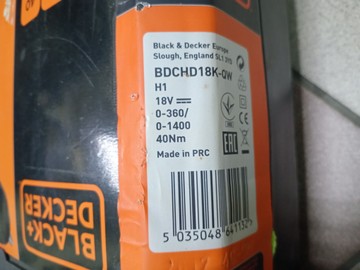 Black & Decker Europe
Slough, England SL1 3YD
BDCHD18K-QW
H1
18V
0-360/
0-1400
40Nm
Made in PRC
EAC
BLACK+
DECKER
5 035048 641132